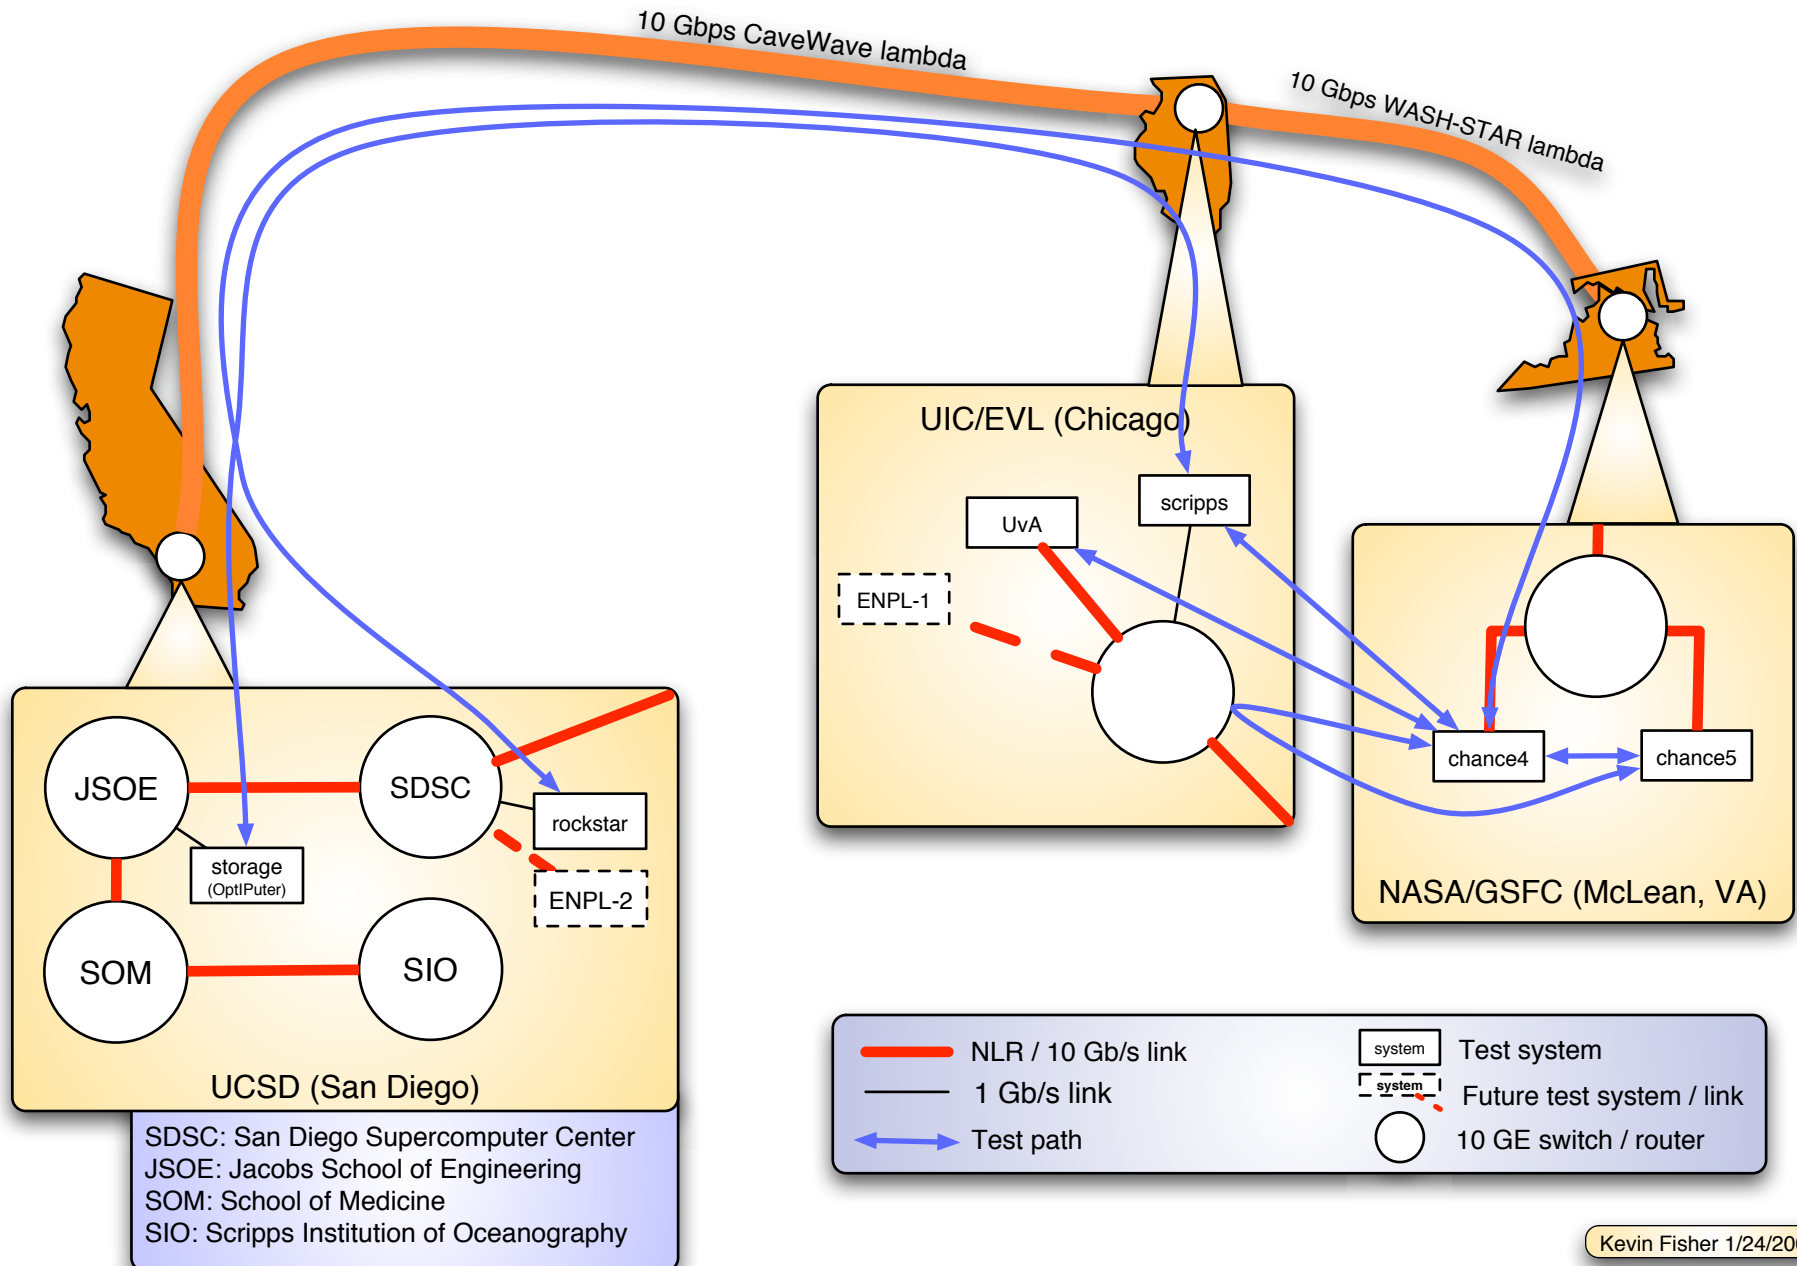 10 Gbps CaveWave lambda
10 Gbps WASH-STAR lambda
UIC/EVL (Chicago)
scripps
UvA
ENPL-1
chance4
chance5
NASA/GSFC (McLean, VA)
JSOE
SDSC
rockstar
storage
(OptIPuter)
ENPL-2
SOM
SIO
UCSD (San Diego)
SDSC: San Diego Supercomputer Center
JSOE: Jacobs School of Engineering
SOM: School of Medicine
SIO: Scripps Institution of Oceanography
NLR / 10 Gb/s link
1 Gb/s link
Test path
system
Test system
system
Future test system / link
10 GE switch / router
Kevin Fisher